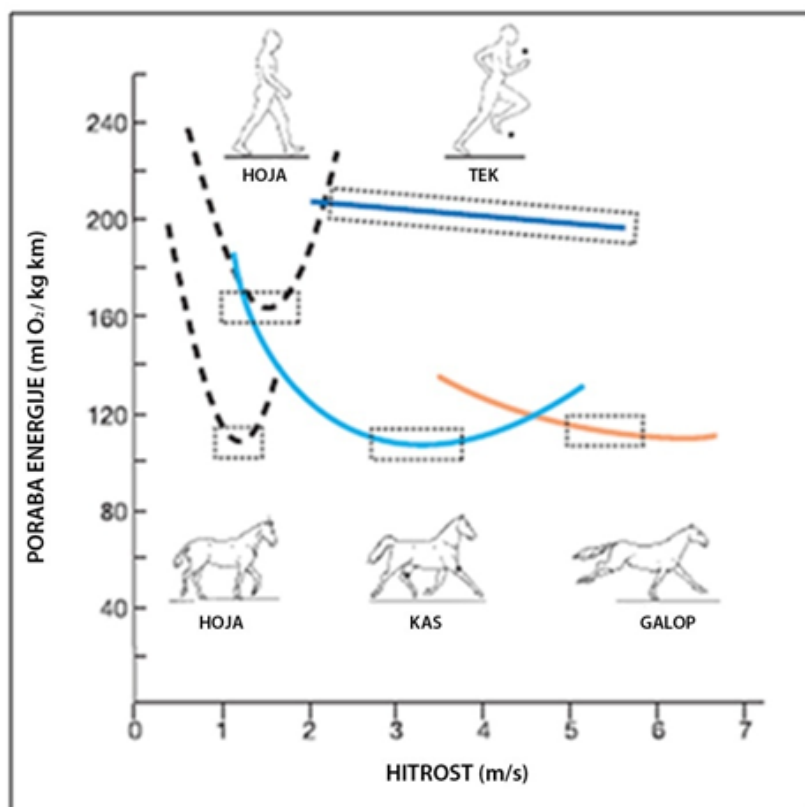 HOJA
TEK
240
200
160
120
80
40
PORABA ENERGIJE (ml O₂/ kg km)
HOJA
KAS
GALOP
0 1 2 3 4 5 6 7
HITROST (m/s)